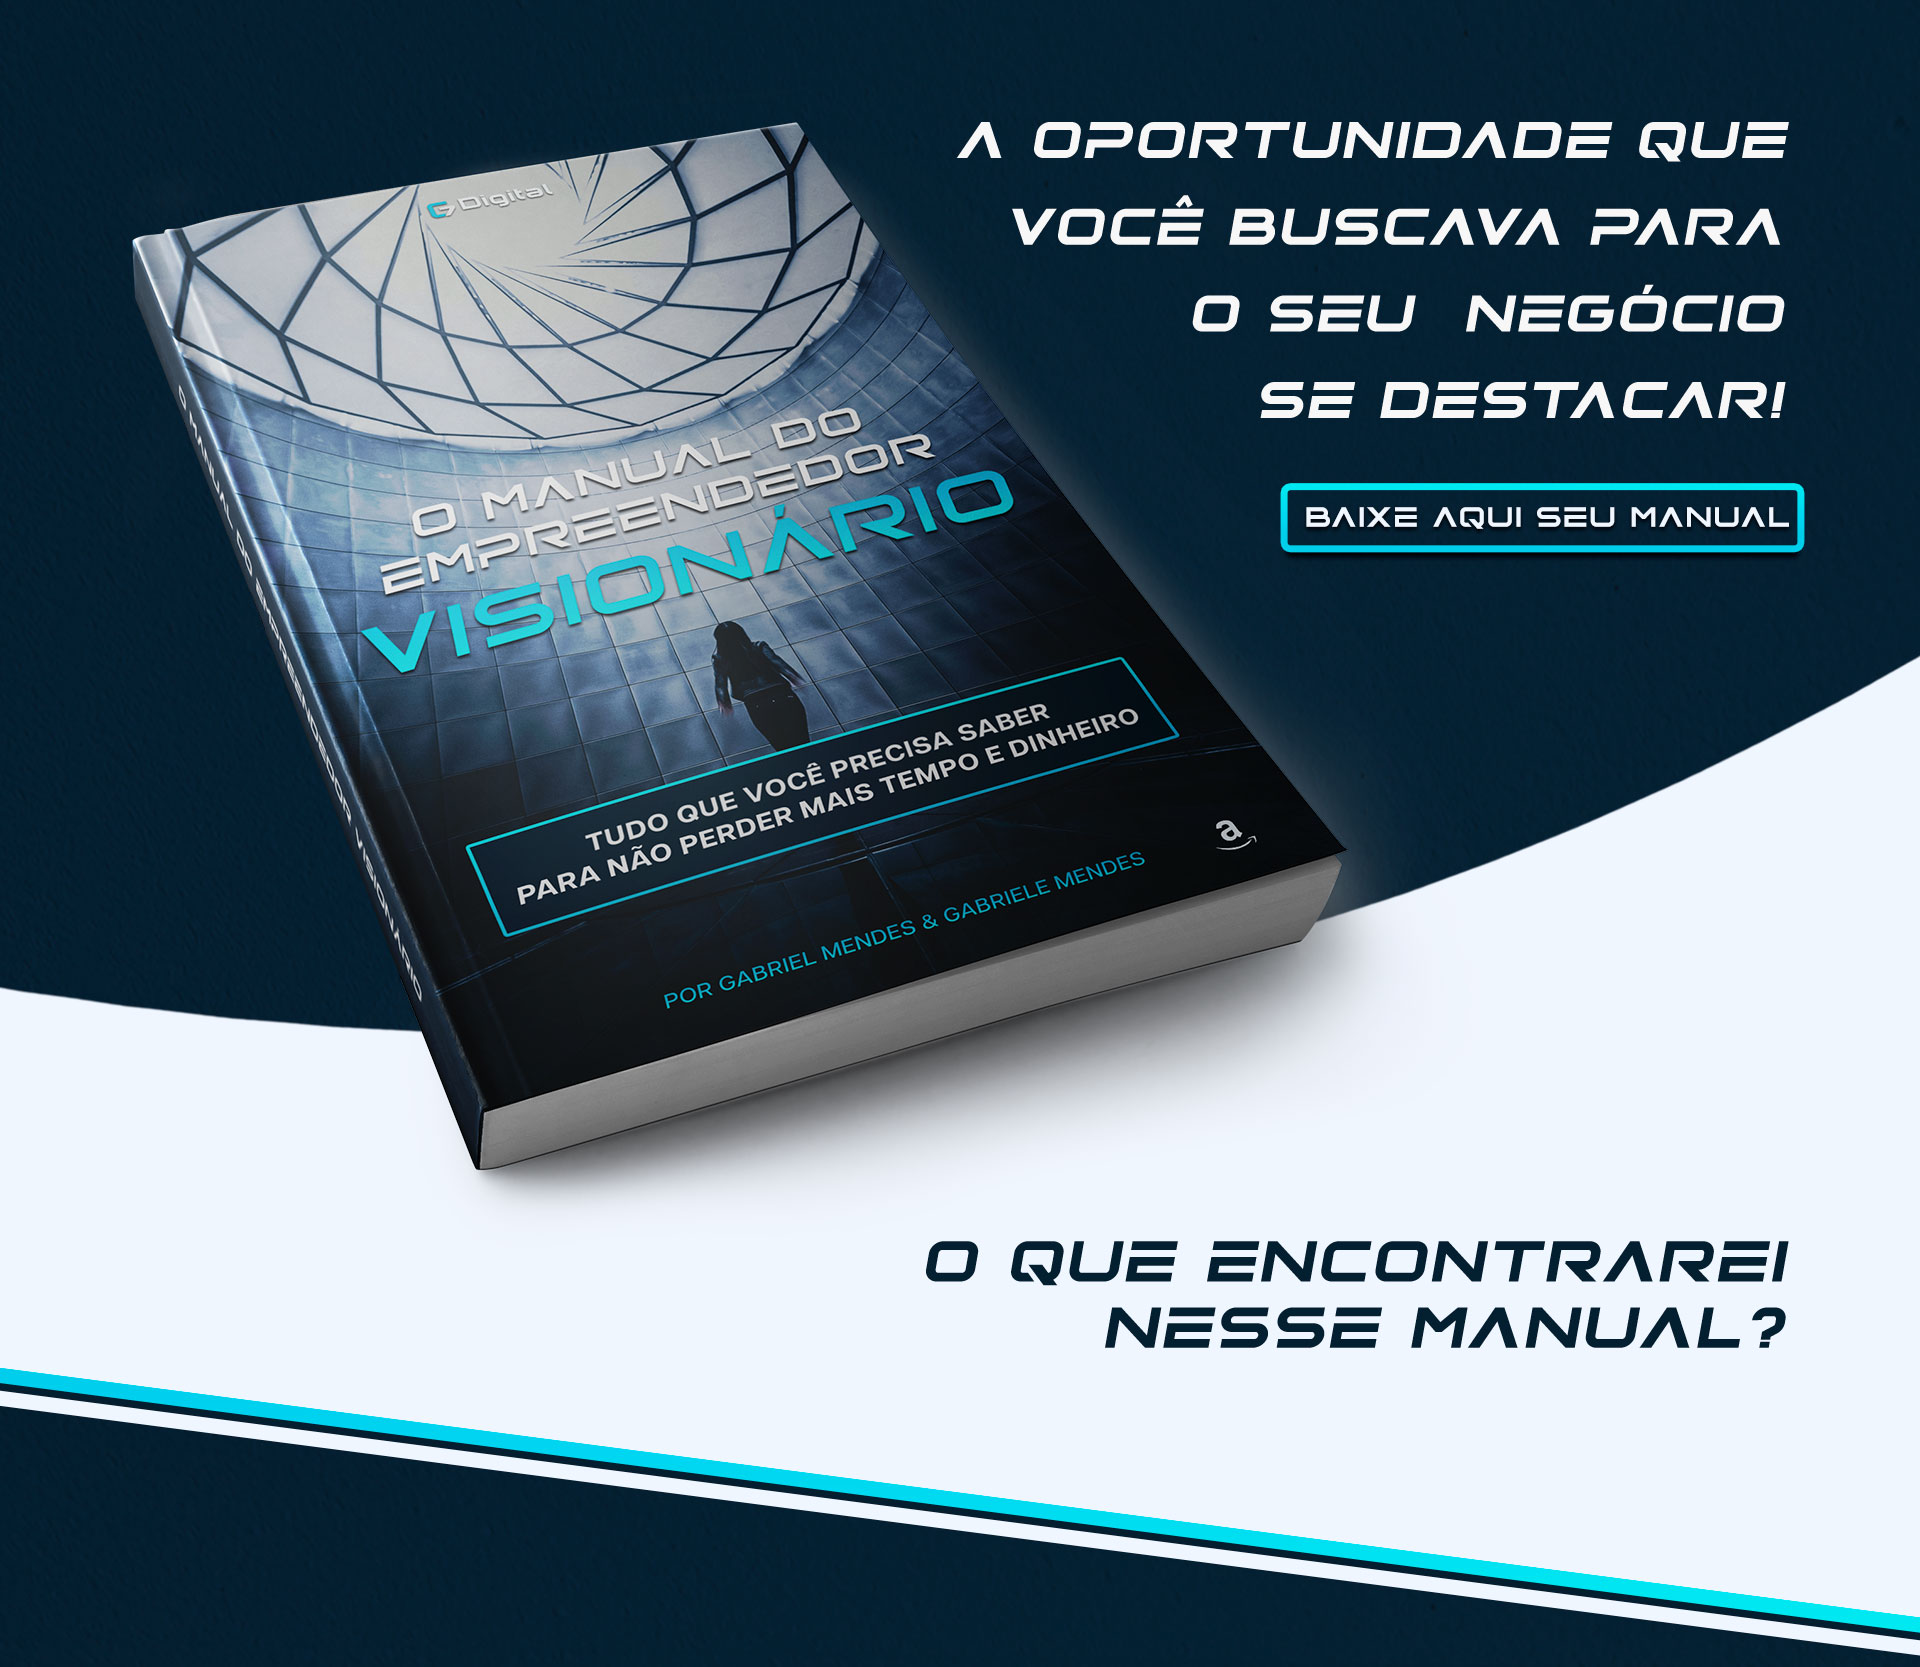 A OPORTUNIDADE QUE
VOCÊ BUSCAVA PARA
O SEU NEGÓCIO
SE DESTACAR!
BAIXE AQUI SEU MANUAL
G Digital
O MANUAL DO
EMPREENDEDOR
VISIONÁRIO
TUDO QUE VOCÊ PRECISA SABER
PARA NÃO PERDER MAIS TEMPO E DINHEIRO
POR GABRIEL MENDES & GABRIELE MENDES
a
O MANUAL DO EMPREENDEDOR VISIONÁRIO
O QUE ENCONTRAREI
NESSE MANUAL?